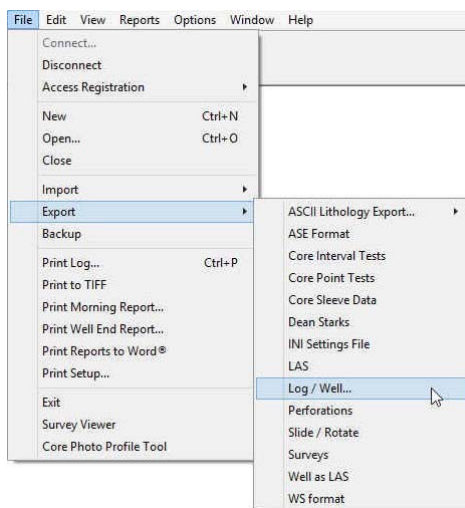 File Edit View Reports Options Window Help
Connect...
Disconnect
Access Registration
New Ctrl+N
Open... Ctrl+O
Close
Import
Export
Backup
Print Log... Ctrl+P
Print to TIFF
Print Morning Report...
Print Well End Report...
Print Reports to Word®
Print Setup...
Exit
Survey Viewer
Core Photo Profile Tool
ASCII Lithology Export...
ASE Format
Core Interval Tests
Core Point Tests
Core Sleeve Data
Dean Starks
INI Settings File
LAS
Log / Well...
Perforations
Slide / Rotate
Surveys
Well as LAS
WS format